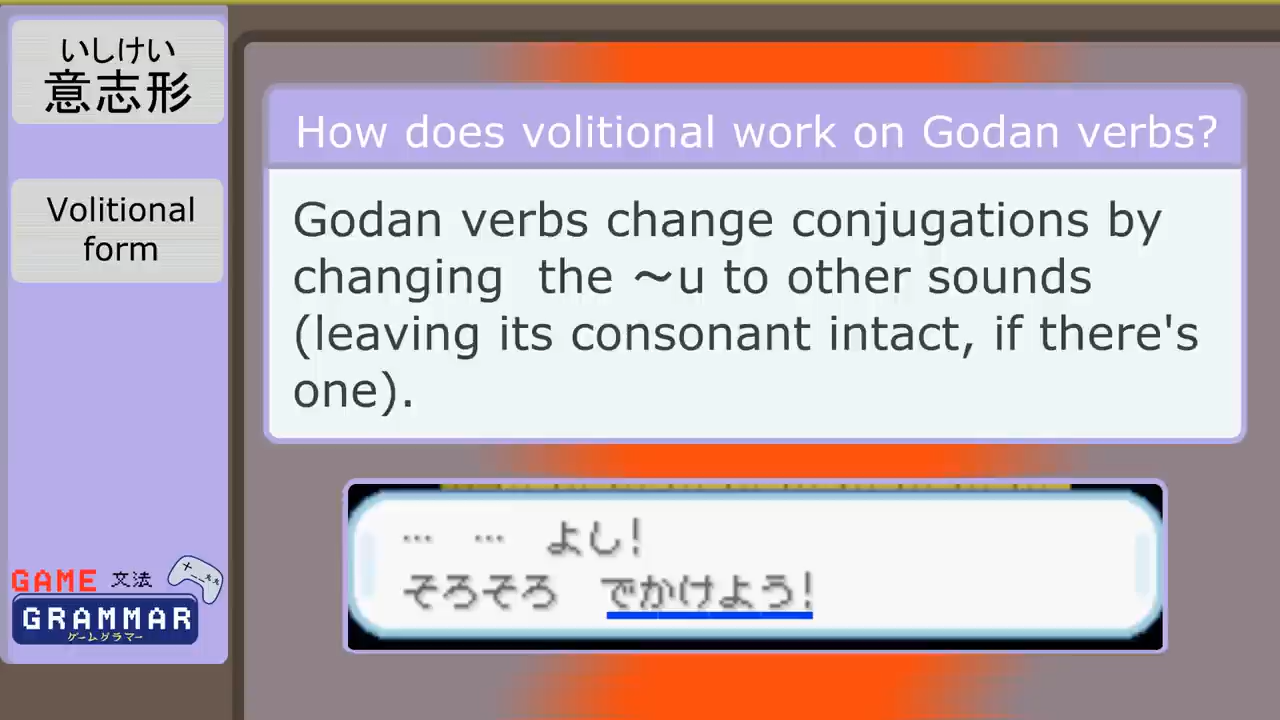 いしけい
意志形
Volitional
form
GAME 文法
GRAMMAR
ゲームグラマー
How does volitional work on Godan verbs?
Godan verbs change conjugations by
changing the 〜u to other sounds
(leaving its consonant intact, if there's
one).
… … よし!
そろそろ でかけよう!